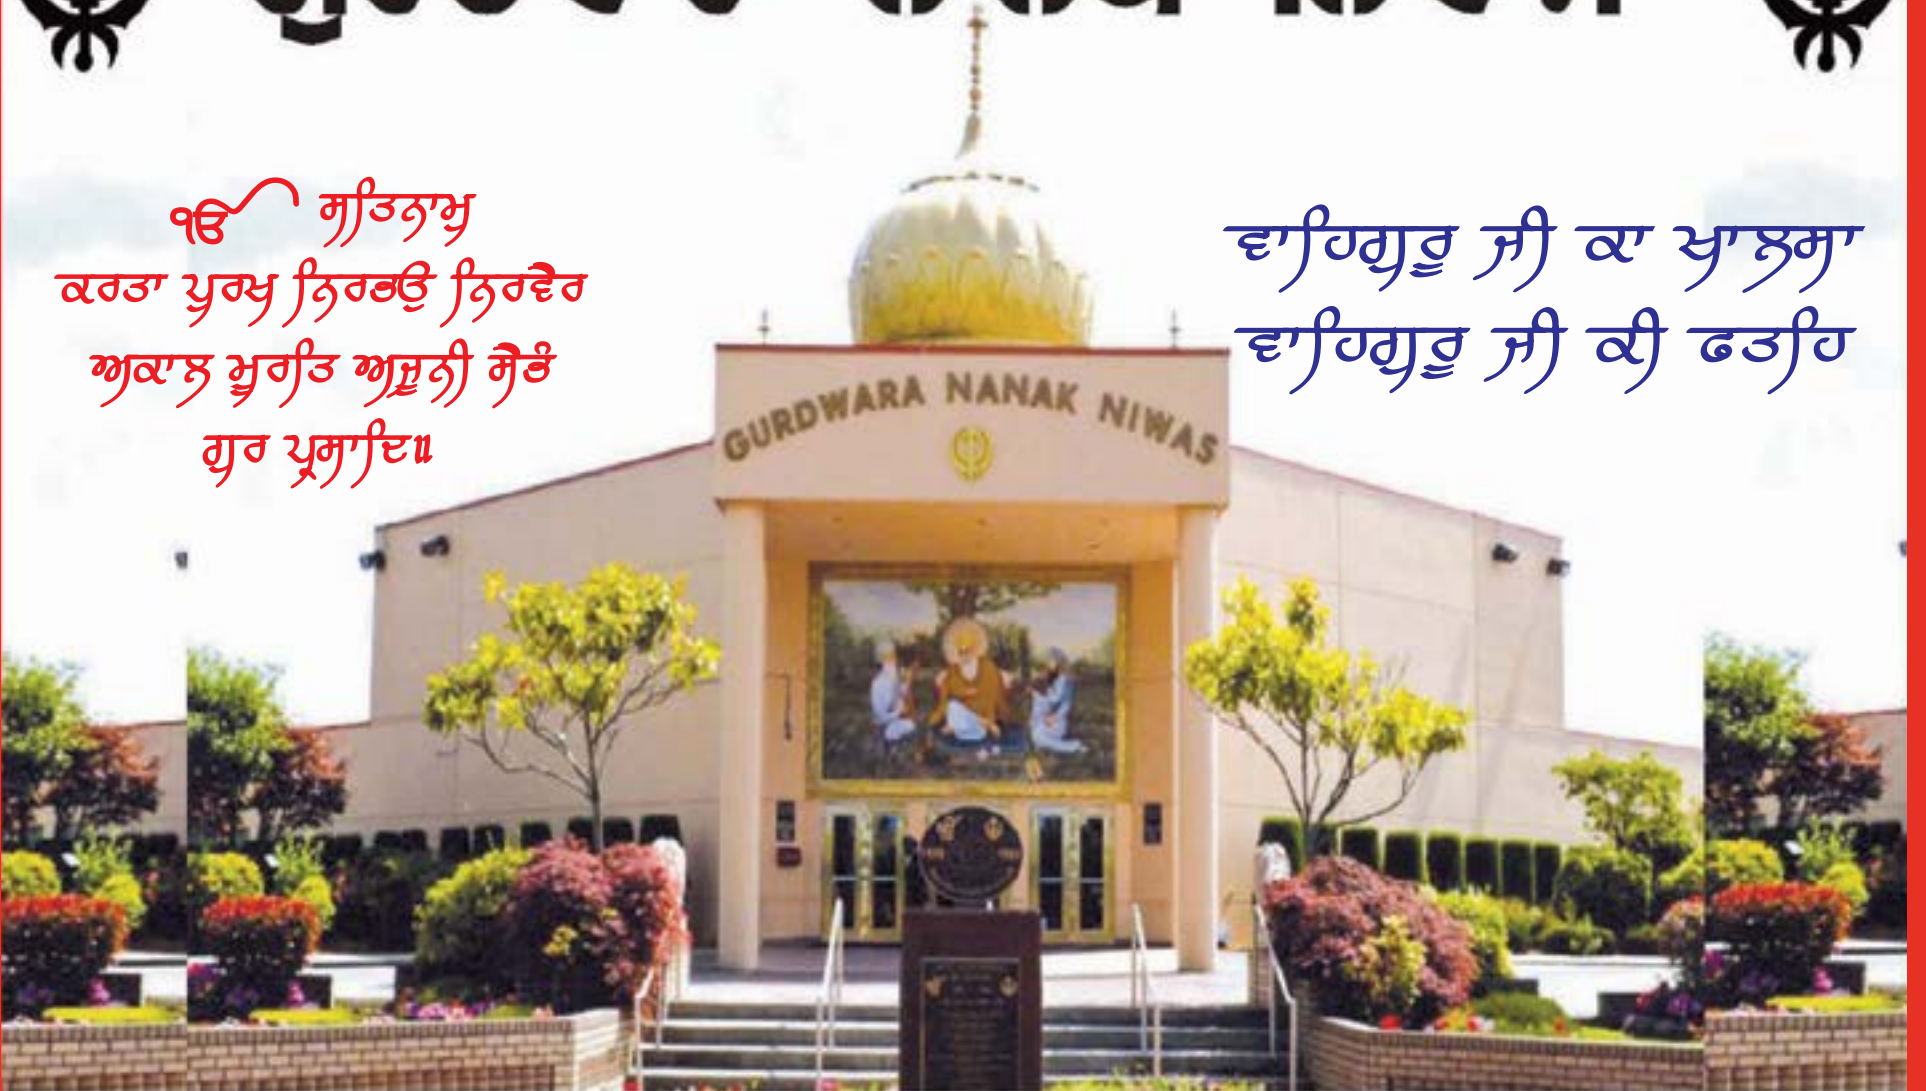 ੴ ਸਤਿਨਾਮੁ
ਕਰਤਾ ਪੁਰਖੁ ਨਿਰਭਉ ਨਿਰਵੈਰ
ਅਕਾਲ ਮੂਰਤਿ ਅਜੂਨੀ ਸੈਭੰ
ਗੁਰ ਪ੍ਰਸਾਦਿ॥
ਵਾਹਿਗੁਰੂ ਜੀ ਕਾ ਖਾਲਸਾ
ਵਾਹਿਗੁਰੂ ਜੀ ਕੀ ਫਤਹਿ
GURDWARA NANAK NIWAS